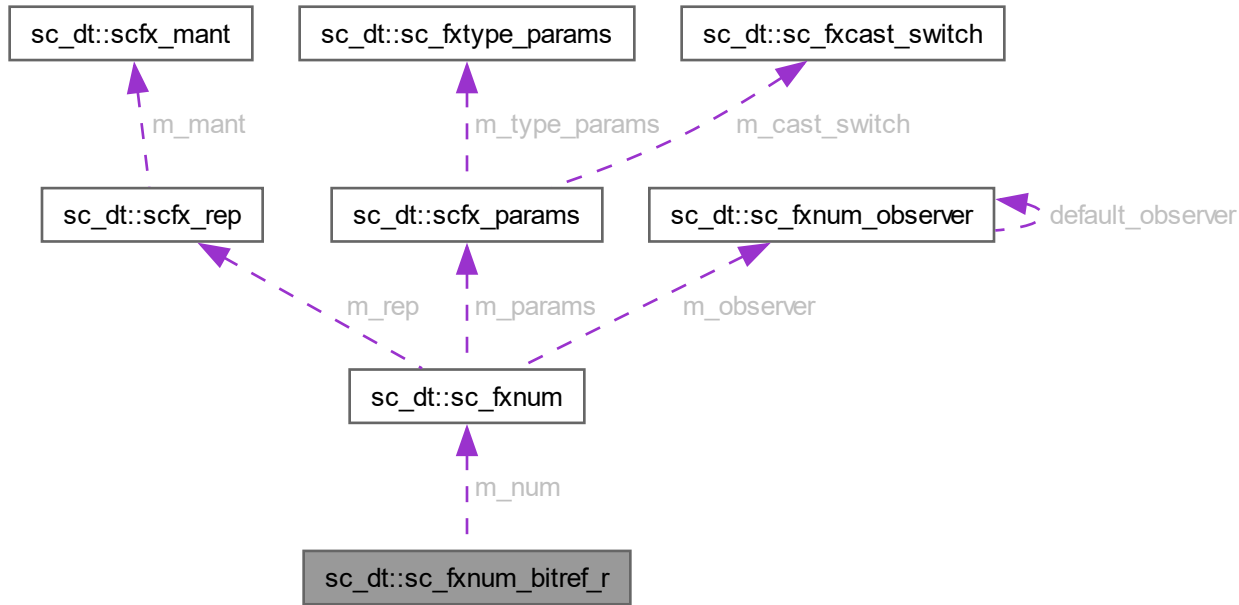 sc_dt::scfx_mant
sc_dt::sc_fxtype_params
sc_dt::sc_fxcast_switch
m_mant
m_type_params
m_cast_switch
sc_dt::scfx_rep
sc_dt::scfx_params
sc_dt::sc_fxnum_observer
default_observer
m_rep
m_params
m_observer
sc_dt::sc_fxnum
m_num
sc_dt::sc_fxnum_bitref_r